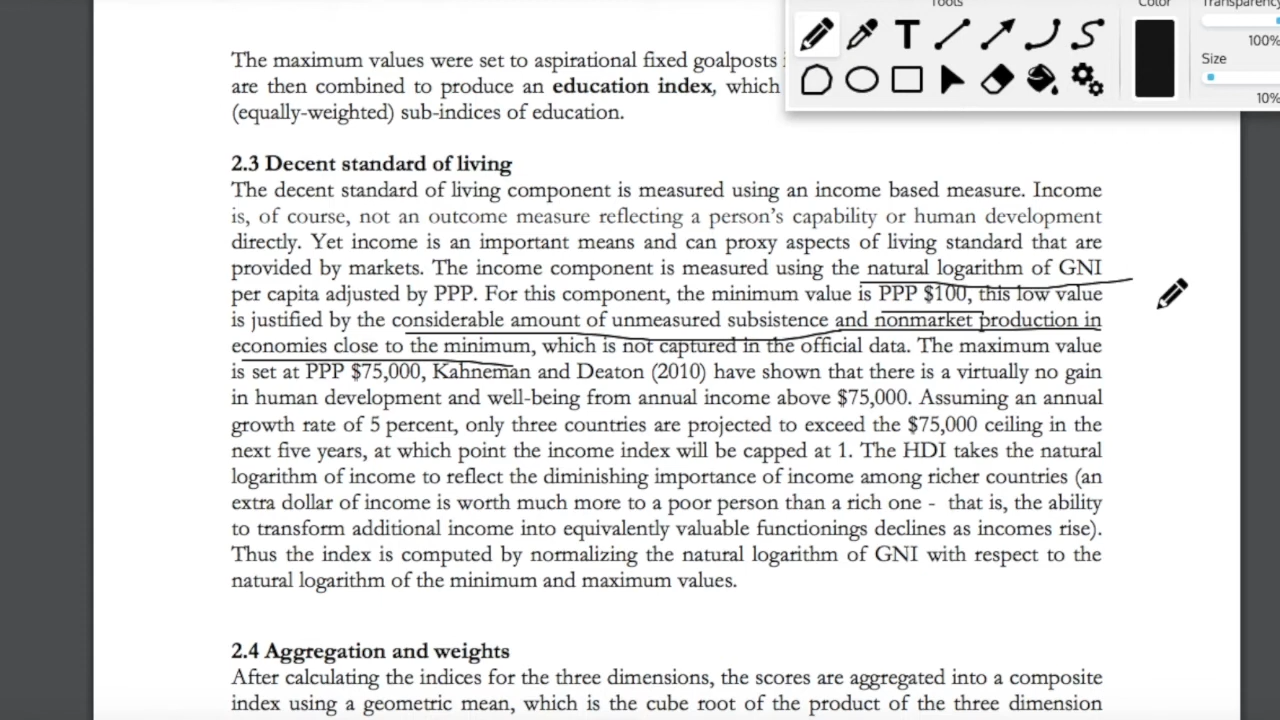 Tools
Color
Transparency
100%
Size
10%
The maximum values were set to aspirational fixed goalposts
are then combined to produce an education index, which
(equally-weighted) sub-indices of education.
2.3 Decent standard of living
The decent standard of living component is measured using an income based measure. Income
is, of course, not an outcome measure reflecting a person's capability or human development
directly. Yet income is an important means and can proxy aspects of living standard that are
provided by markets. The income component is measured using the natural logarithm of GNI
per capita adjusted by PPP. For this component, the minimum value is PPP $100, this low value
is justified by the considerable amount of unmeasured subsistence and nonmarket production in
economies close to the minimum, which is not captured in the official data. The maximum value
is set at PPP $75,000, Kahneman and Deaton (2010) have shown that there is a virtually no gain
in human development and well-being from annual income above $75,000. Assuming an annual
growth rate of 5 percent, only three countries are projected to exceed the $75,000 ceiling in the
next five years, at which point the income index will be capped at 1. The HDI takes the natural
logarithm of income to reflect the diminishing importance of income among richer countries (an
extra dollar of income is worth much more to a poor person than a rich one - that is, the ability
to transform additional income into equivalently valuable functionings declines as incomes rise).
Thus the index is computed by normalizing the natural logarithm of GNI with respect to the
natural logarithm of the minimum and maximum values.
2.4 Aggregation and weights
After calculating the indices for the three dimensions, the scores are aggregated into a composite
index using a geometric mean, which is the cube root of the product of the three dimension